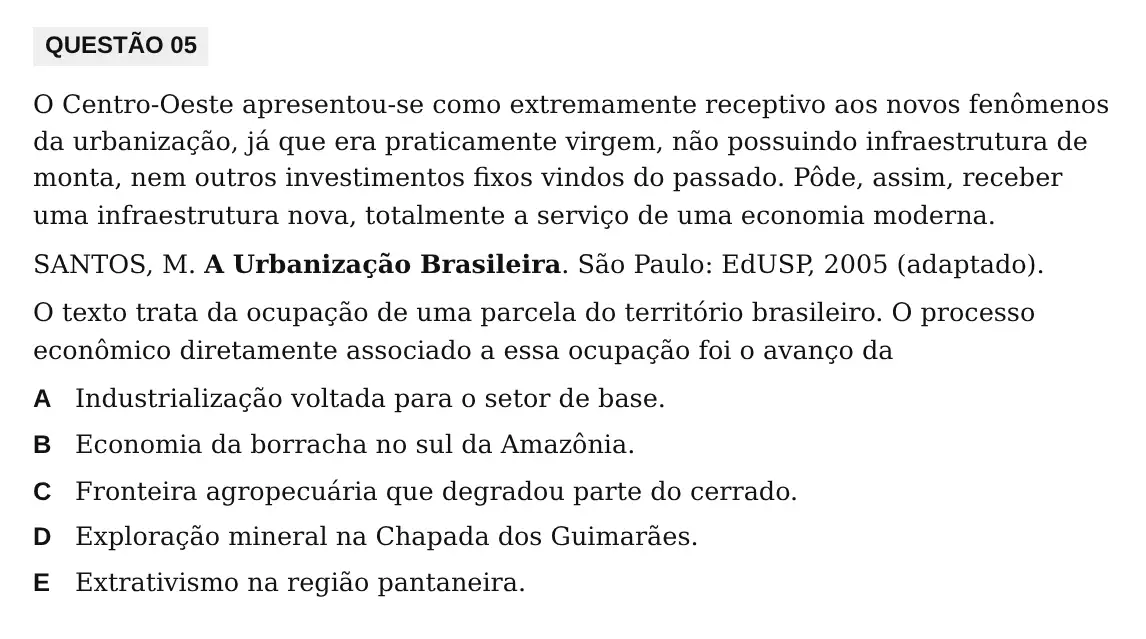 QUESTÃO 05
O Centro-Oeste apresentou-se como extremamente receptivo aos novos fenômenos
da urbanização, já que era praticamente virgem, não possuindo infraestrutura de
monta, nem outros investimentos fixos vindos do passado. Pôde, assim, receber
uma infraestrutura nova, totalmente a serviço de uma economia moderna.
SANTOS, M. A Urbanização Brasileira. São Paulo: EdUSP, 2005 (adaptado).
O texto trata da ocupação de uma parcela do território brasileiro. O processo
econômico diretamente associado a essa ocupação foi o avanço da
A Industrialização voltada para o setor de base.
B Economia da borracha no sul da Amazônia.
C Fronteira agropecuária que degradou parte do cerrado.
D Exploração mineral na Chapada dos Guimarães.
E Extrativismo na região pantaneira.